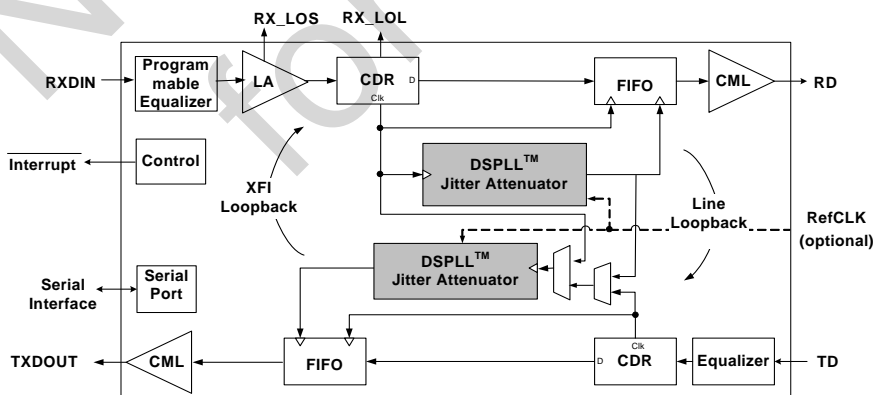 RX_LOS
RX_LOL
RXDIN
Program
mable
Equalizer
LA
CDR
D
Clk
FIFO
CML
RD
Interrupt
Control
XFI
Loopback
DSPLL™
Jitter Attenuator
Line
Loopback
RefCLK
(optional)
DSPLL™
Jitter Attenuator
Serial
Interface
Serial
Port
TXDOUT
CML
FIFO
D
Clk
CDR
Equalizer
TD
for